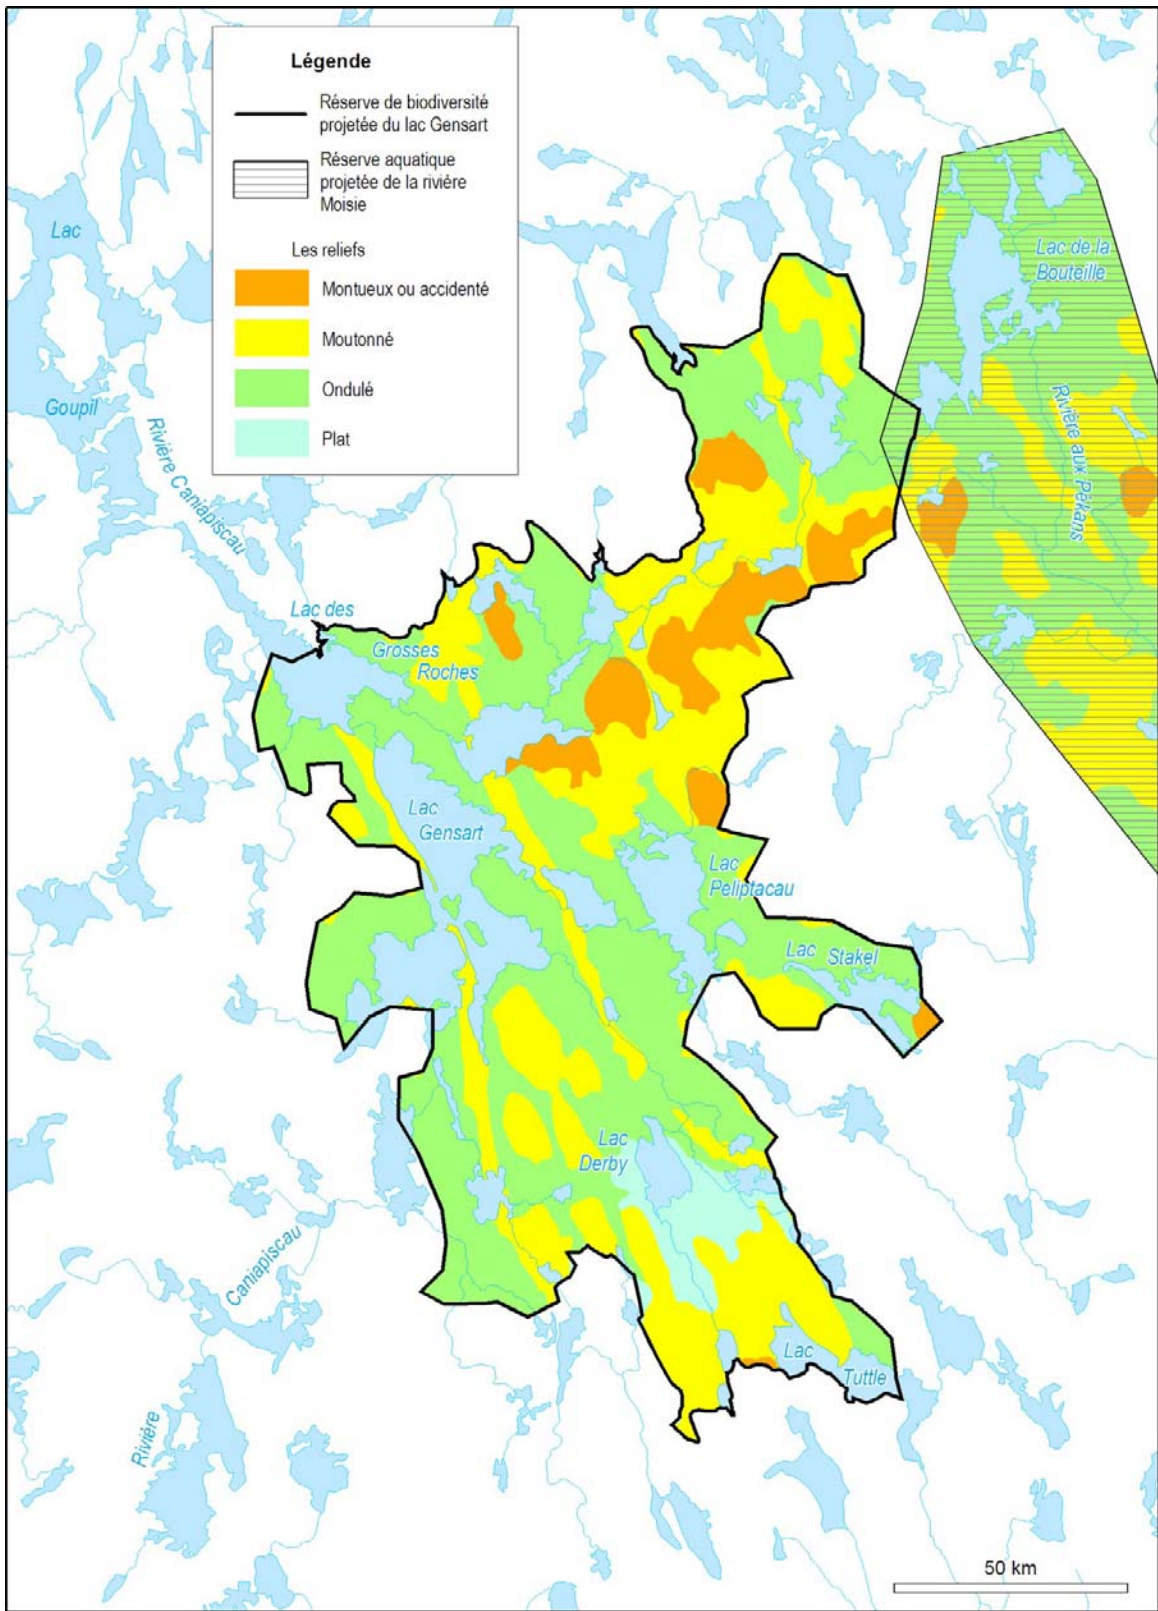 Légende
Réserve de biodiversité
projetée du lac Gensart
Réserve aquatique
projetée de la rivière
Moisie
Les reliefs
Montueux ou accidenté
Moutonné
Ondulé
Plat
Lac
Goupil
Rivière Caniapiscau
Lac de la
Bouteille
Rivière aux Pékans
Lac des
Grosses
Roches
Lac
Gensart
Lac
Peliptacau
Lac Stakel
Lac
Derby
Caniapiscau
Rivière
Lac
Tuttle
50 km